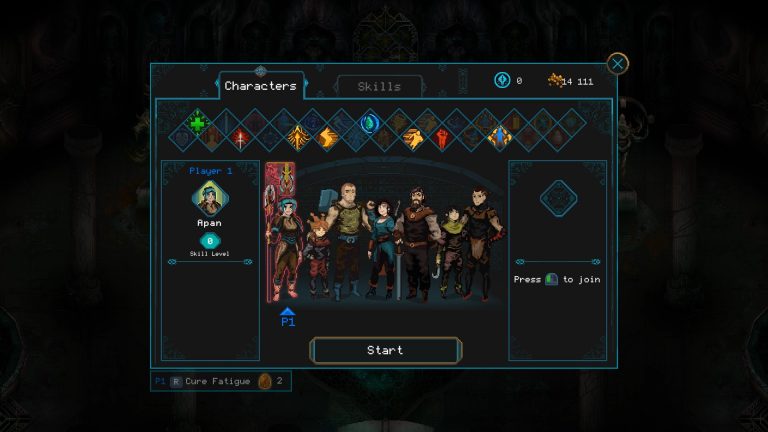 Characters
Skills
0
14 111
Player 1
Apan
0
Skill Level
Press to join
P1
Start
P1 R Cure Fatigue 2